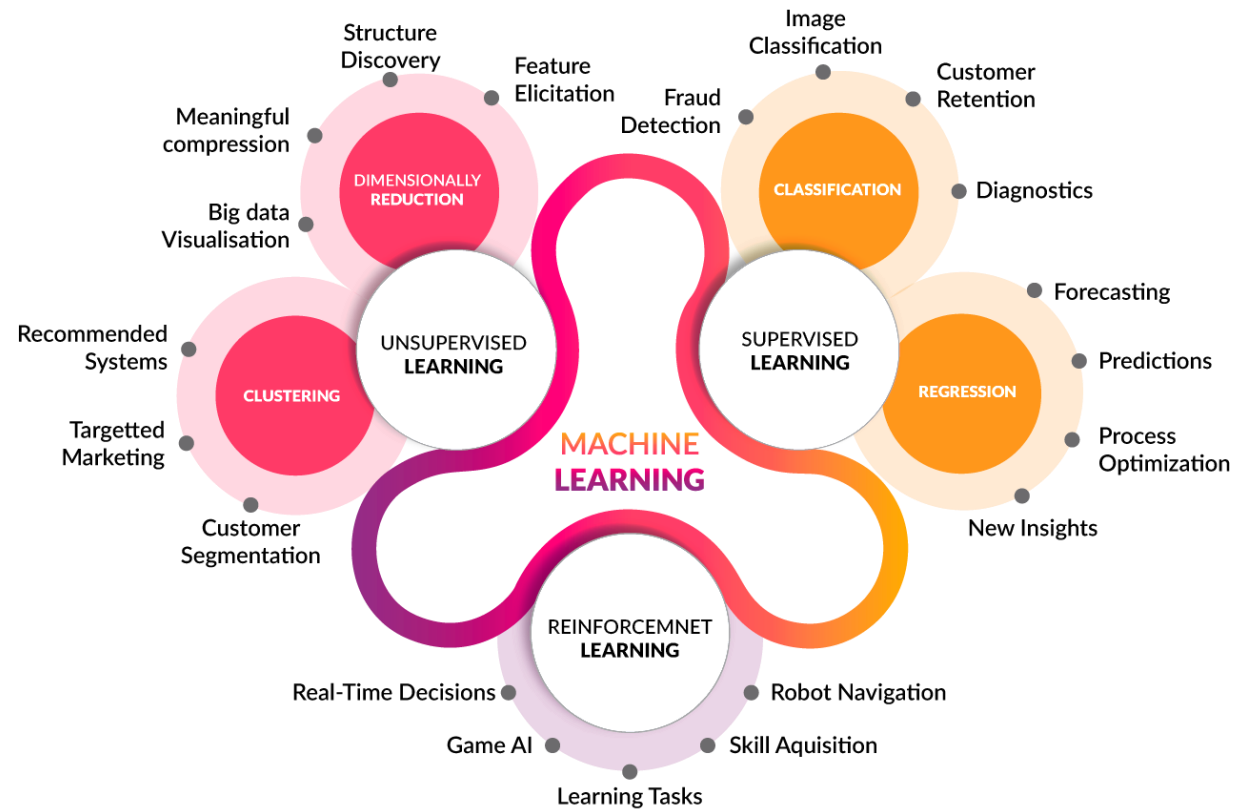 Structure
Discovery
Feature
Elicitation
Meaningful
compression
Big data
Visualisation
DIMENSIONALLY
REDUCTION
Recommended
Systems
Targetted
Marketing
Customer
Segmentation
CLUSTERING
UNSUPERVISED
LEARNING
Image
Classification
Customer
Retention
Fraud
Detection
Diagnostics
CLASSIFICATION
SUPERVISED
LEARNING
Forecasting
Predictions
Process
Optimization
New Insights
REGRESSION
MACHINE
LEARNING
REINFORCEMNET
LEARNING
Real-Time Decisions
Game AI
Learning Tasks
Skill Aquisition
Robot Navigation